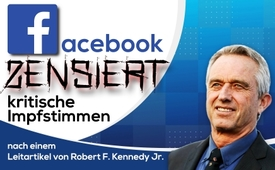 facebook
ZENSIERT
kritische
Impfstimmen
nach einem
Leitartikel von Robert F. Kennedy Jr.